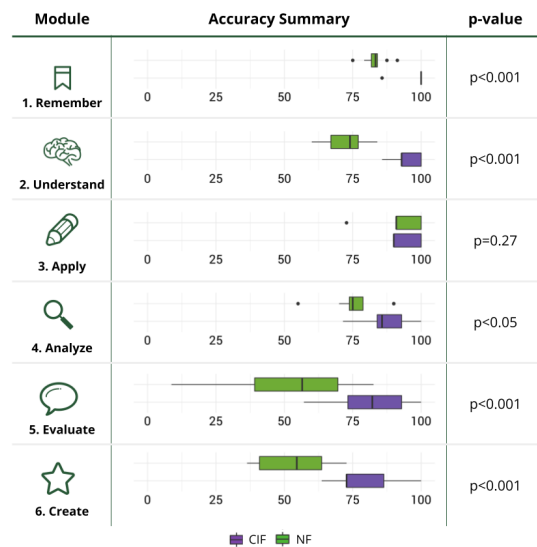 Module Accuracy Summary p-value
1. Remember
0 25 50 75 100
p<0.001
2. Understand
0 25 50 75 100
p<0.001
3. Apply
0 25 50 75 100
p=0.27
4. Analyze
0 25 50 75 100
p<0.05
5. Evaluate
0 25 50 75 100
p<0.001
6. Create
0 25 50 75 100
p<0.001
CIF NF